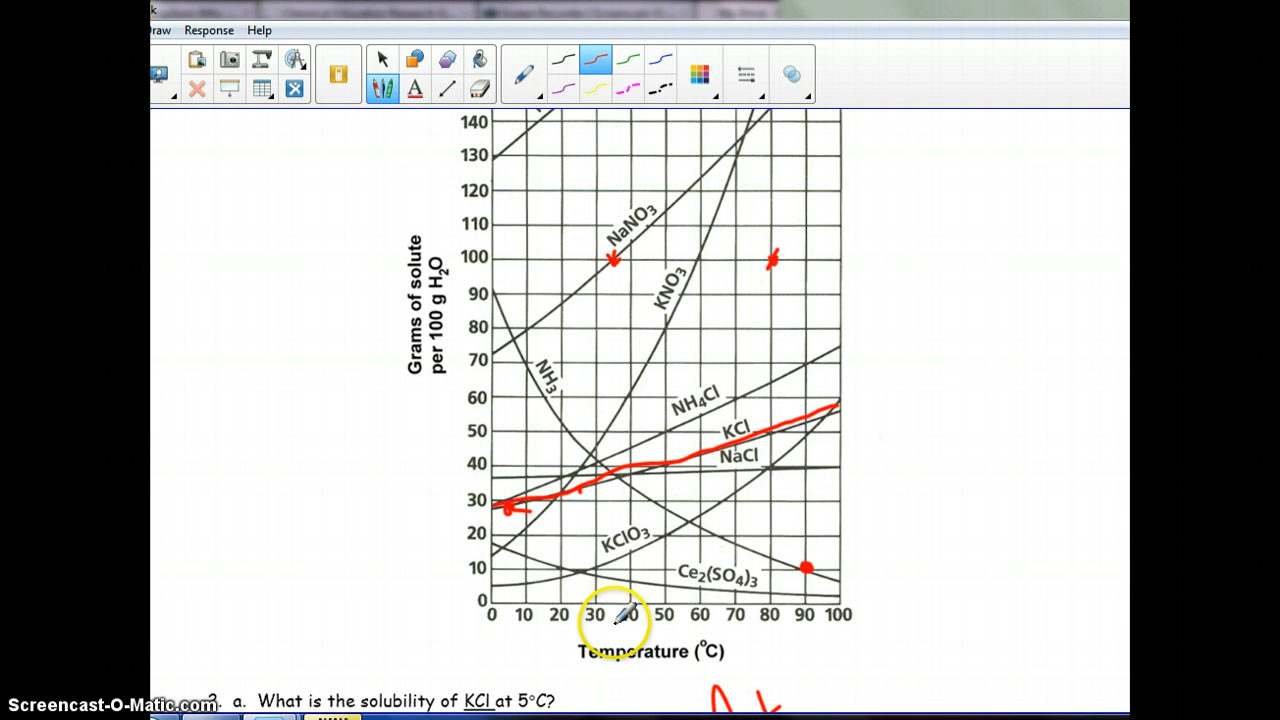 Response Help
140
130
120
110
100
90
80
70
60
50
40
30
20
10
0
Grams of solute
per 100 g H₂O
NaNO₃
KNO₃
NH₃
NH₄Cl
KCl
NaCl
KClO₃
Ce₂(SO₄)₃
0 10 20 30 40 50 60 70 80 90 100
Temperature (°C)
3. a. What is the solubility of KCl at 5°C?
Screencast-O-Matic.com